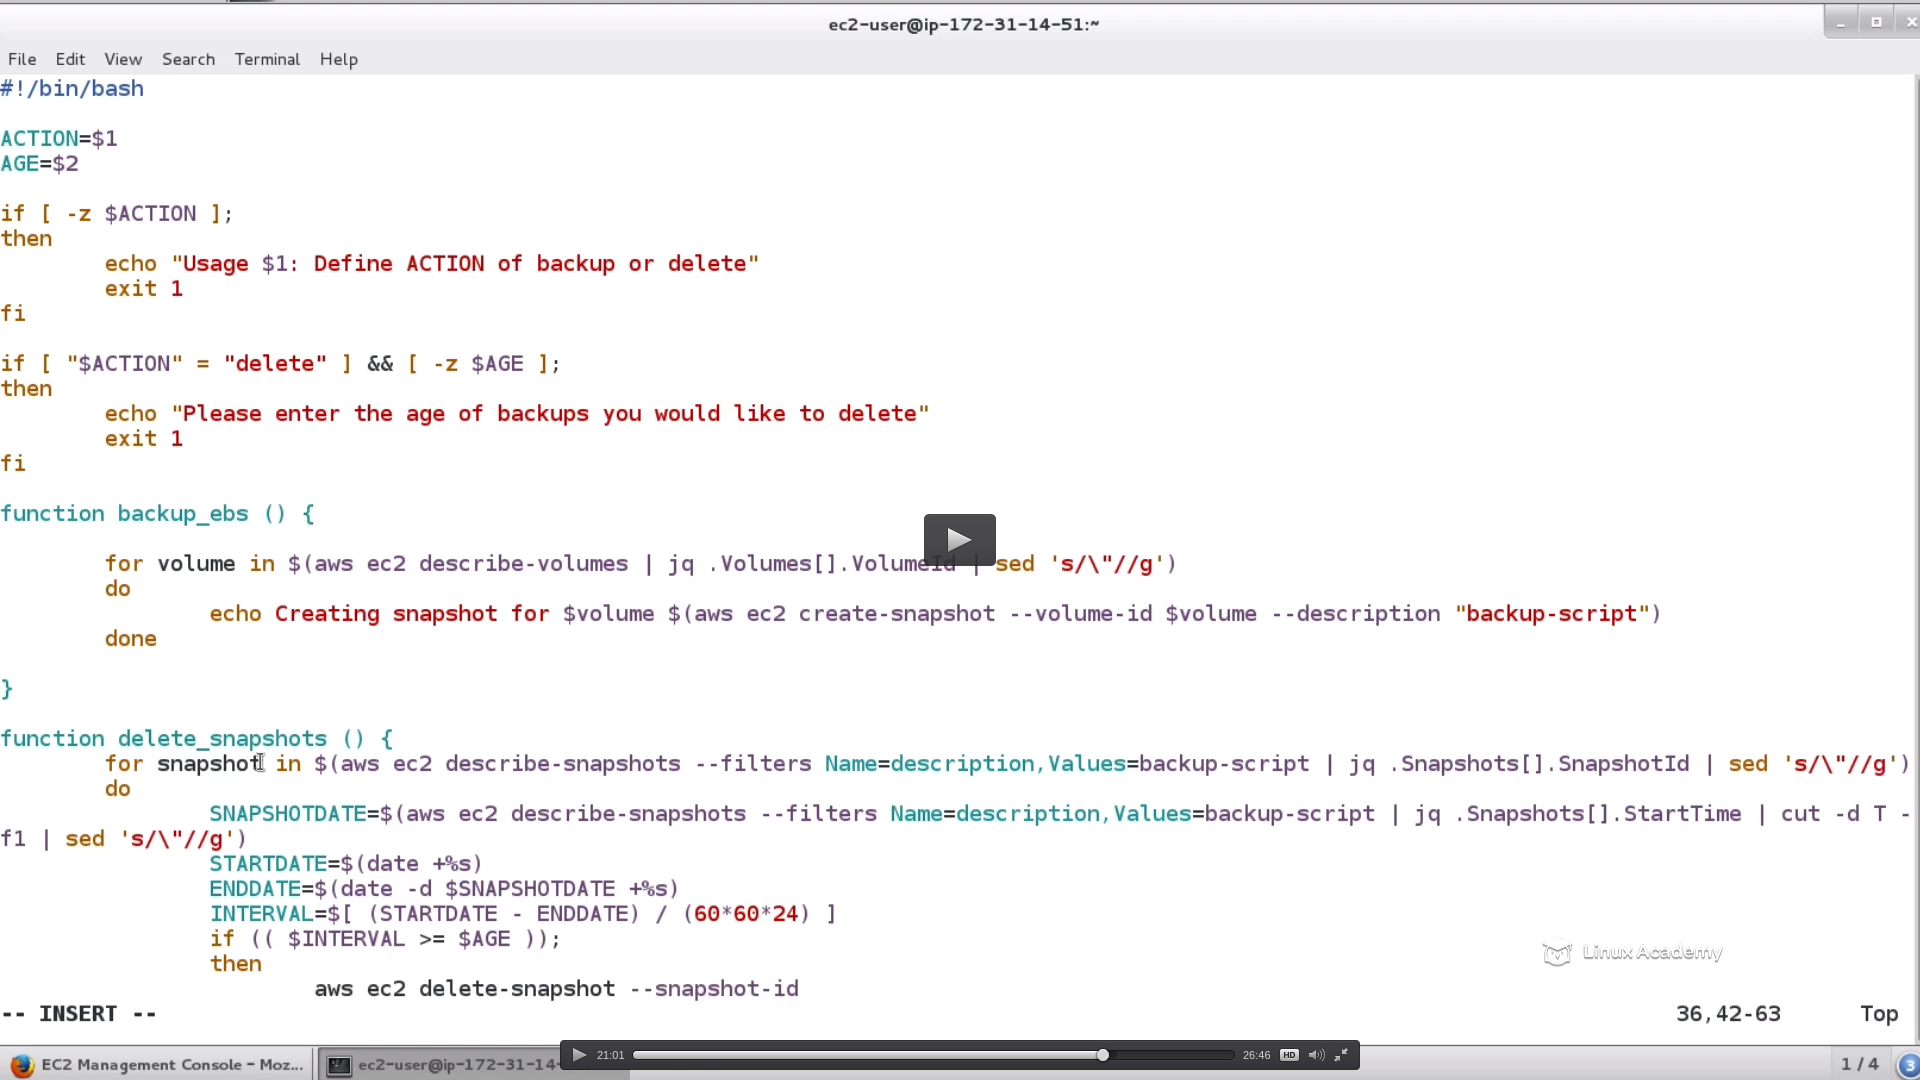 ec2-user@ip-172-31-14-51:~
File Edit View Search Terminal Help
#!/bin/bash
ACTION=$1
AGE=$2
if [ -z $ACTION ];
then
echo "Usage $1: Define ACTION of backup or delete"
exit 1
fi
if [ "$ACTION" = "delete" ] && [ -z $AGE ];
then
echo "Please enter the age of backups you would like to delete"
exit 1
fi
function backup_ebs () {
for volume in $(aws ec2 describe-volumes | jq .Volumes[].VolumeId | sed 's/\"//g')
do
echo Creating snapshot for $volume $(aws ec2 create-snapshot --volume-id $volume --description "backup-script")
done
}
function delete_snapshots () {
for snapshot in $(aws ec2 describe-snapshots --filters Name=description,Values=backup-script | jq .Snapshots[].SnapshotId | sed 's/\"//g')
do
SNAPSHOTDATE=$(aws ec2 describe-snapshots --filters Name=description,Values=backup-script | jq .Snapshots[].StartTime | cut -d T -
f1 | sed 's/\"//g')
STARTDATE=$(date +%s)
ENDDATE=$(date -d $SNAPSHOTDATE +%s)
INTERVAL=$[ (STARTDATE - ENDDATE) / (60*60*24) ]
if (( $INTERVAL >= $AGE ));
then
Linux Academy
aws ec2 delete-snapshot --snapshot-id
-- INSERT -- 36,42-63 Top
EC2 Management Console - Moz... ec2-user@ip-172-31-14- 21:01 26:46 HD 1 / 4 3